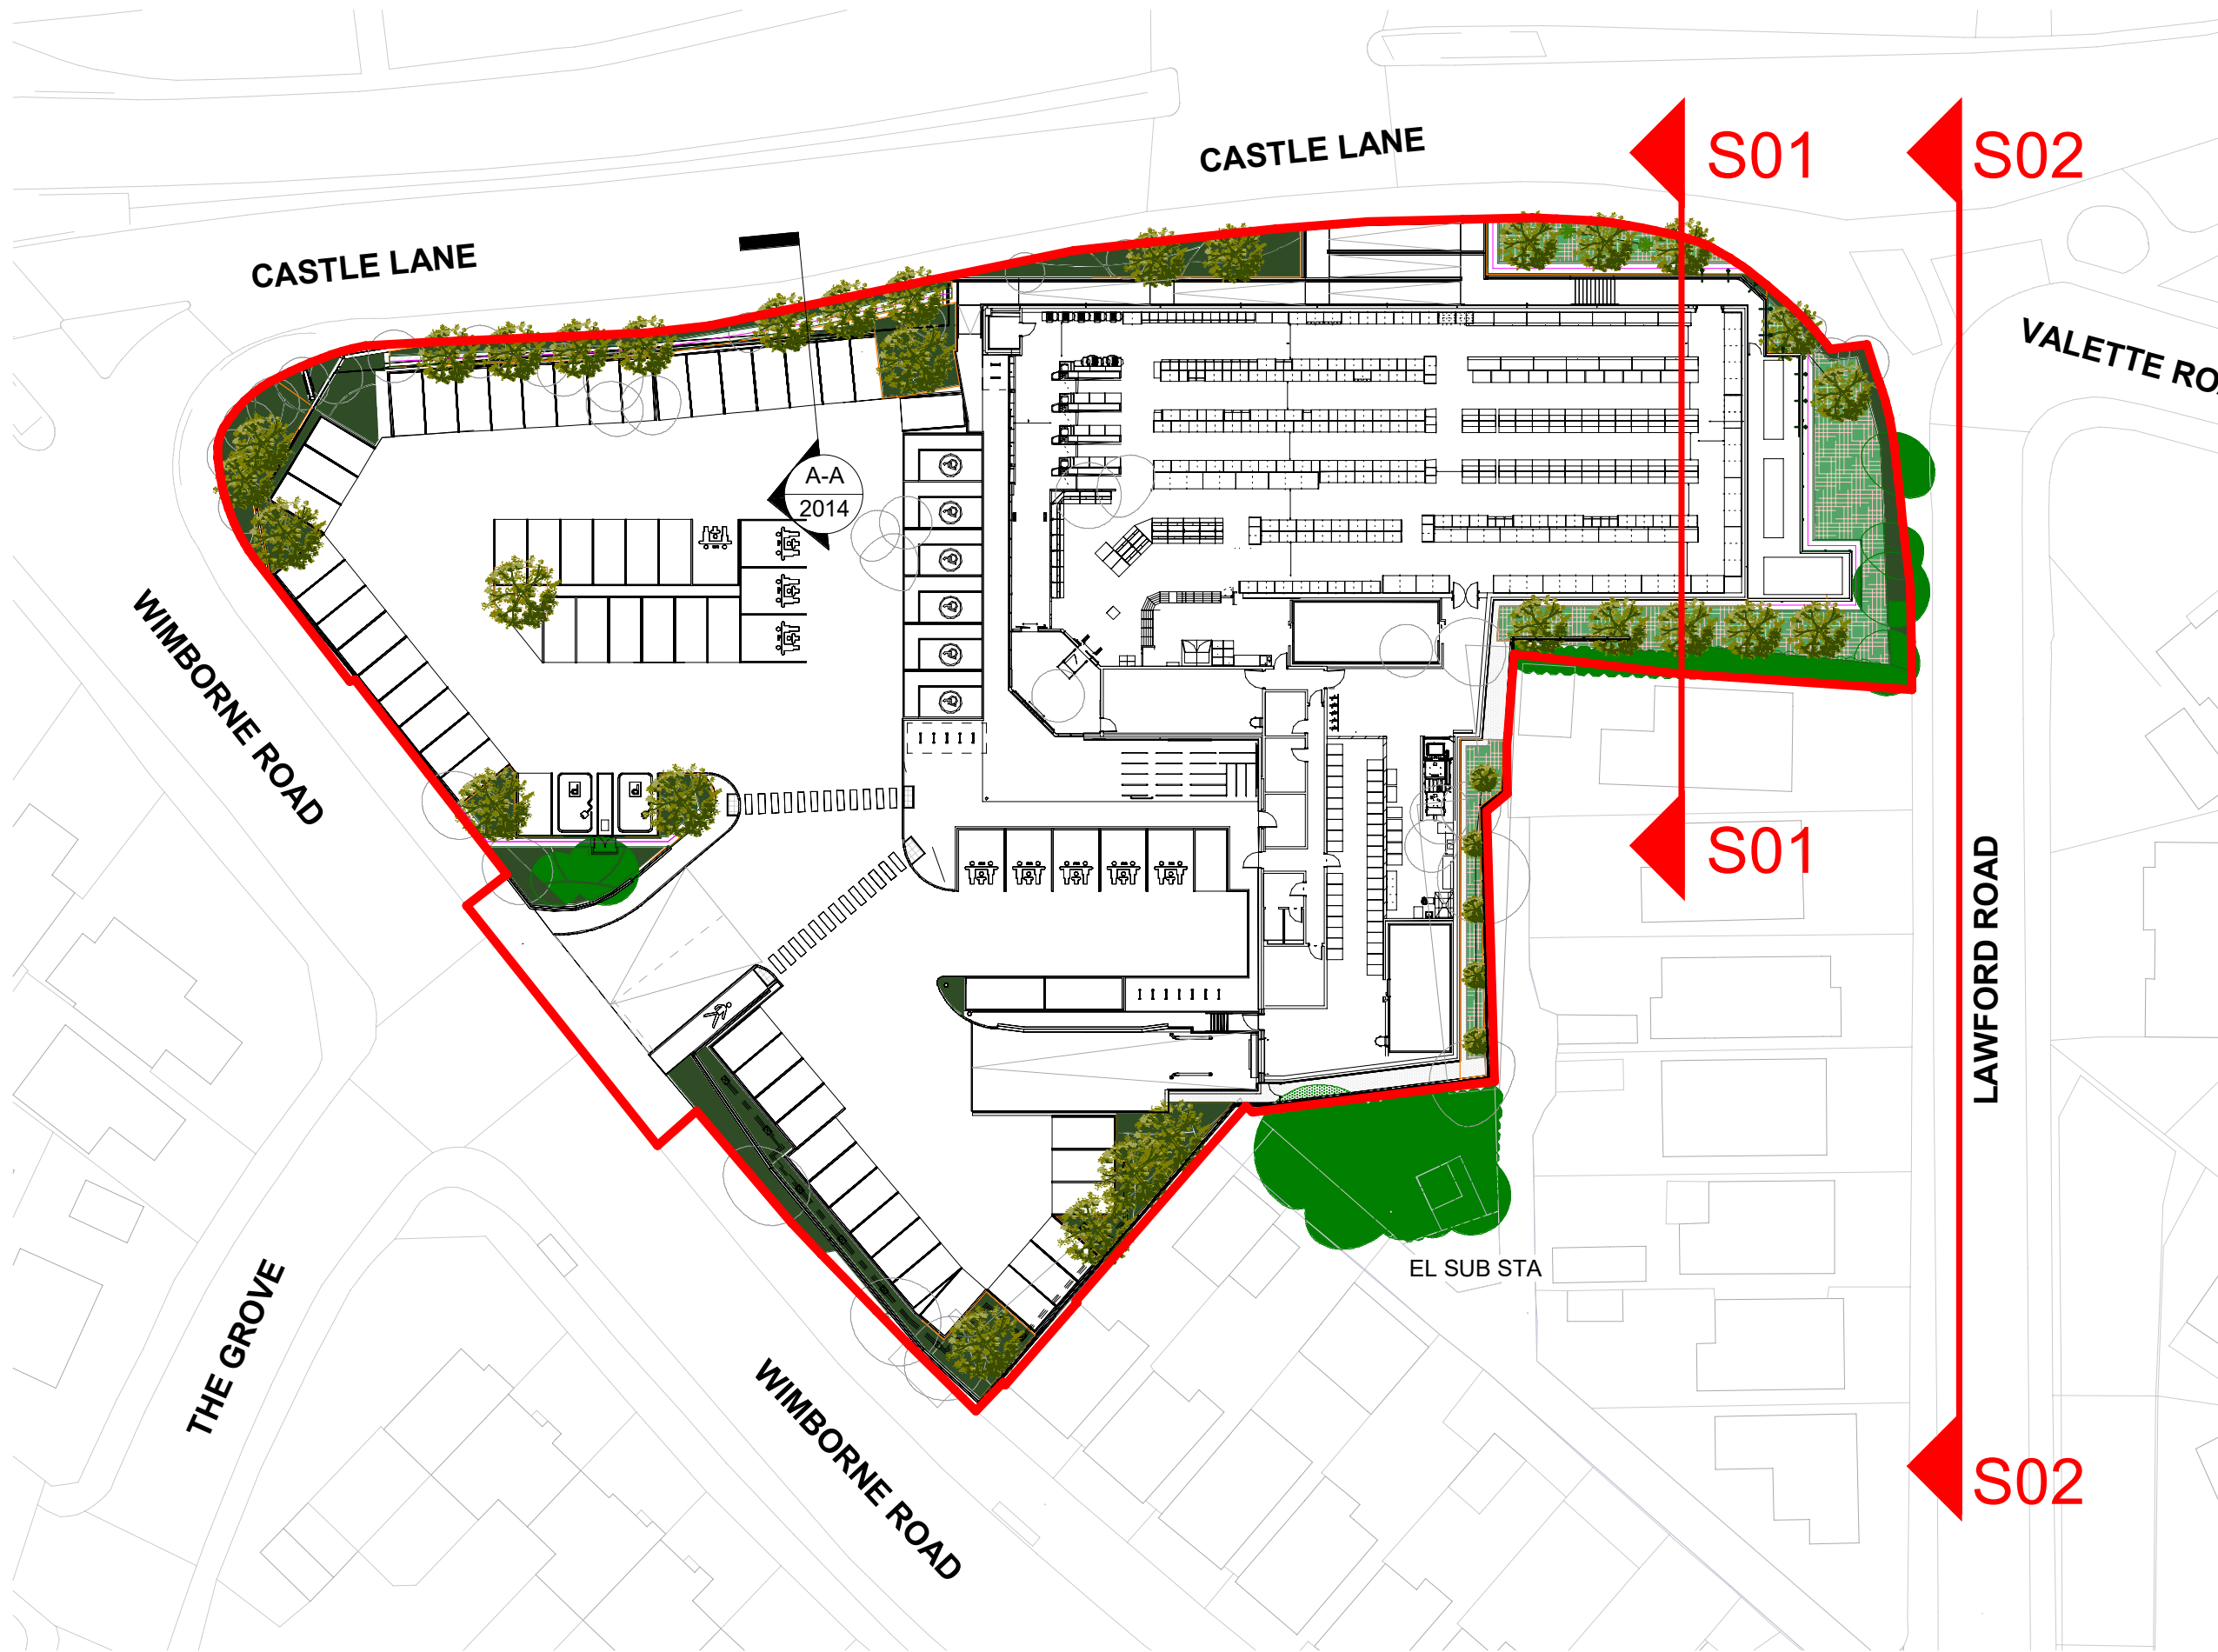 CASTLE LANE
S01
S02
CASTLE LANE
VALETTE RO
A-A
2014
WIMBORNE ROAD
S01
LAWFORD ROAD
EL SUB STA
THE GROVE
WIMBORNE ROAD
S02